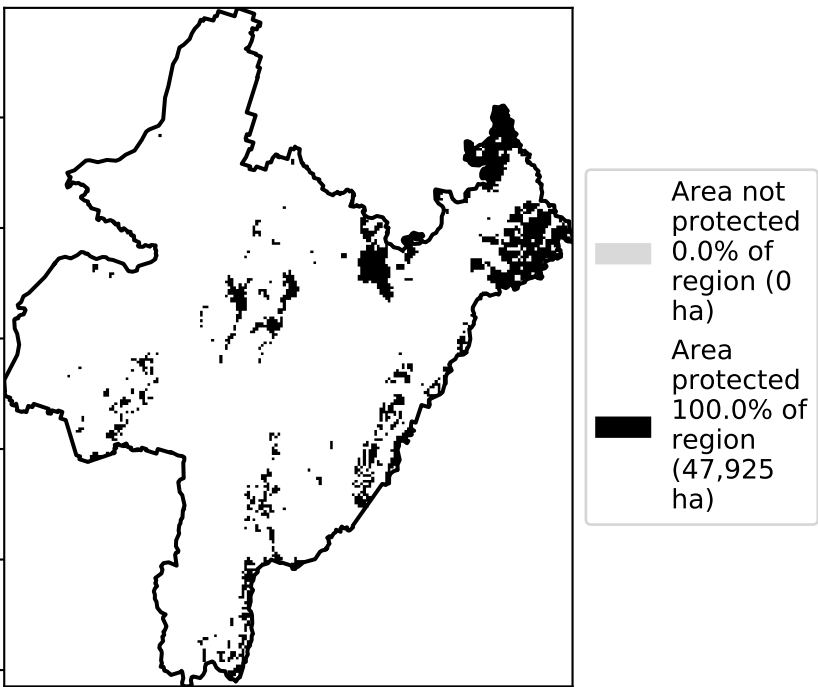 Area not
protected
0.0% of
region (0
ha)
Area
protected
100.0% of
region
(47,925
ha)